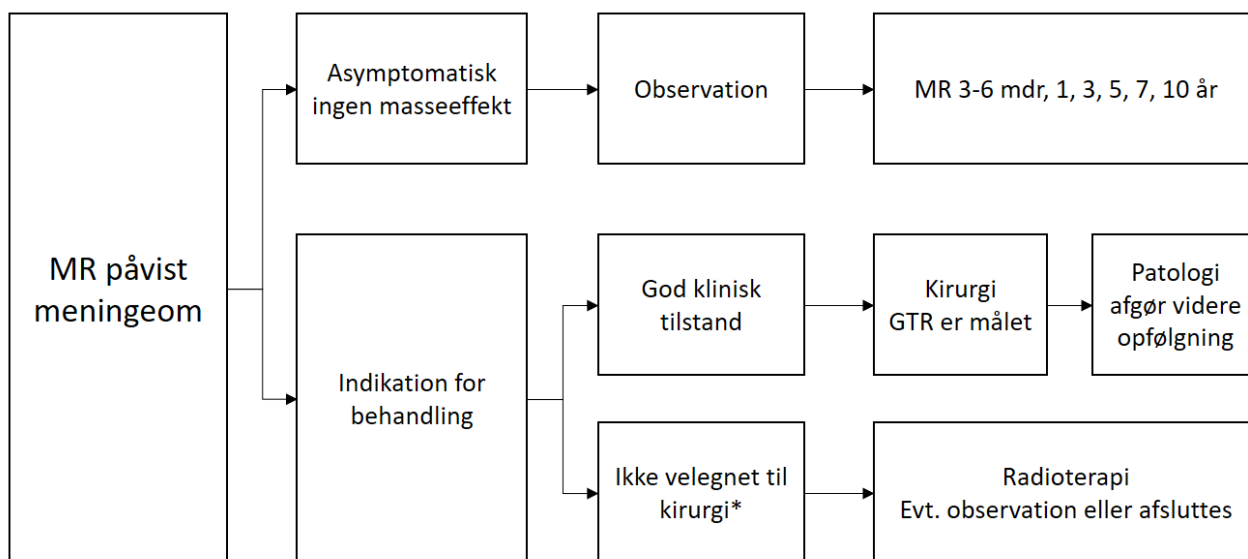 MR påvist
meningeom
Asymptomatisk
ingen masseeffekt
Observation
MR 3-6 mdr, 1, 3, 5, 7, 10 år
Indikation for
behandling
God klinisk
tilstand
Kirurgi
GTR er målet
Patologi
afgør videre
opfølgning
Ikke velegnet til
kirurgi*
Radioterapi
Evt. observation eller afsluttes